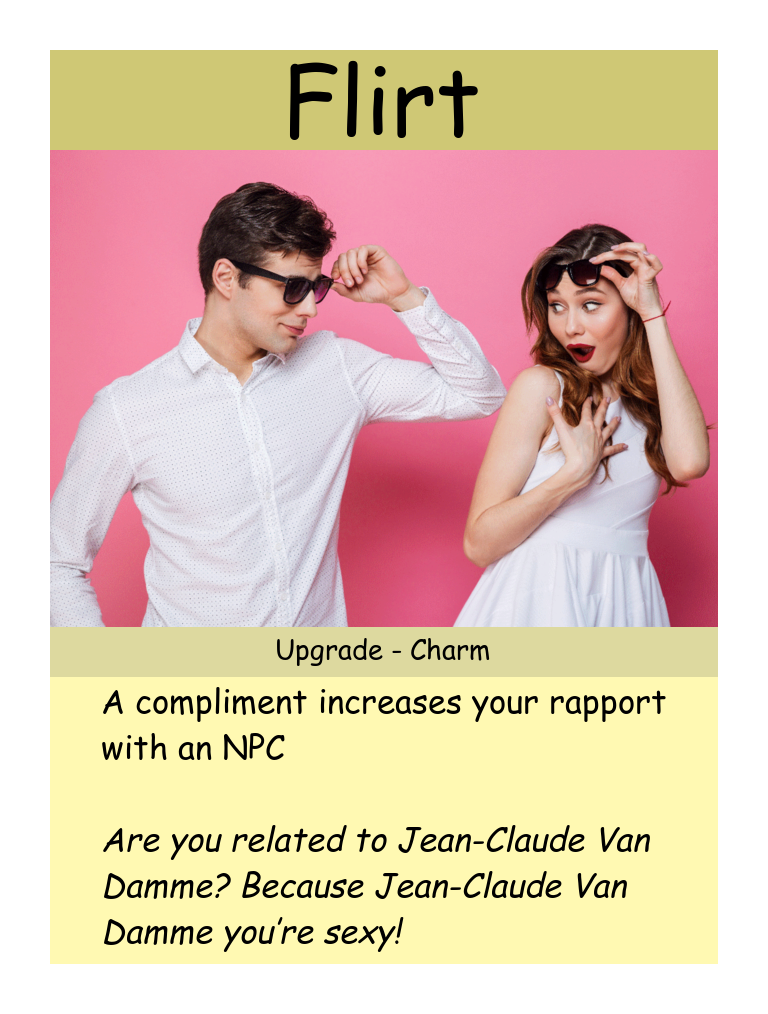 Flirt
Upgrade - Charm
A compliment increases your rapport
with an NPC
Are you related to Jean-Claude Van
Damme? Because Jean-Claude Van
Damme you’re sexy!